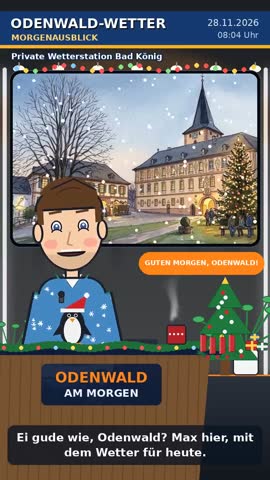 ODENWALD-WETTER
28.11.2026
MORGENAUSBLICK
08:04 Uhr
Private Wetterstation Bad König
GUTEN MORGEN, ODENWALD!
ODENWALD
AM MORGEN
Ei gude wie, Odenwald? Max hier, mit
dem Wetter für heute.